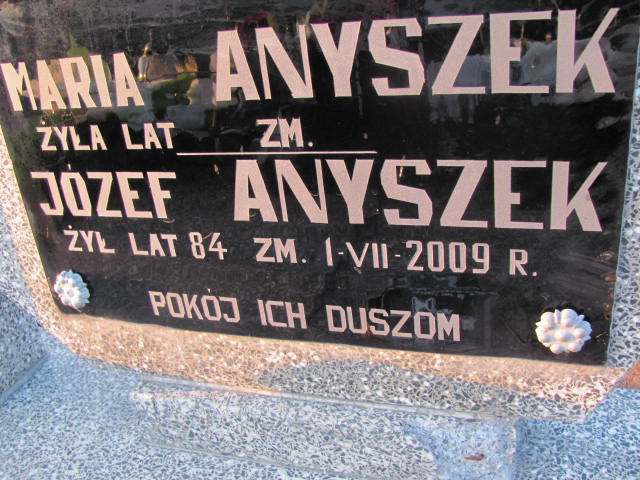 MARIA ANYSZEK
ŻYŁA LAT ZM.
JÓZEF ANYSZEK
ŻYŁ LAT 84 ZM. 1-VII-2009 R.
POKÓJ ICH DUSZOM